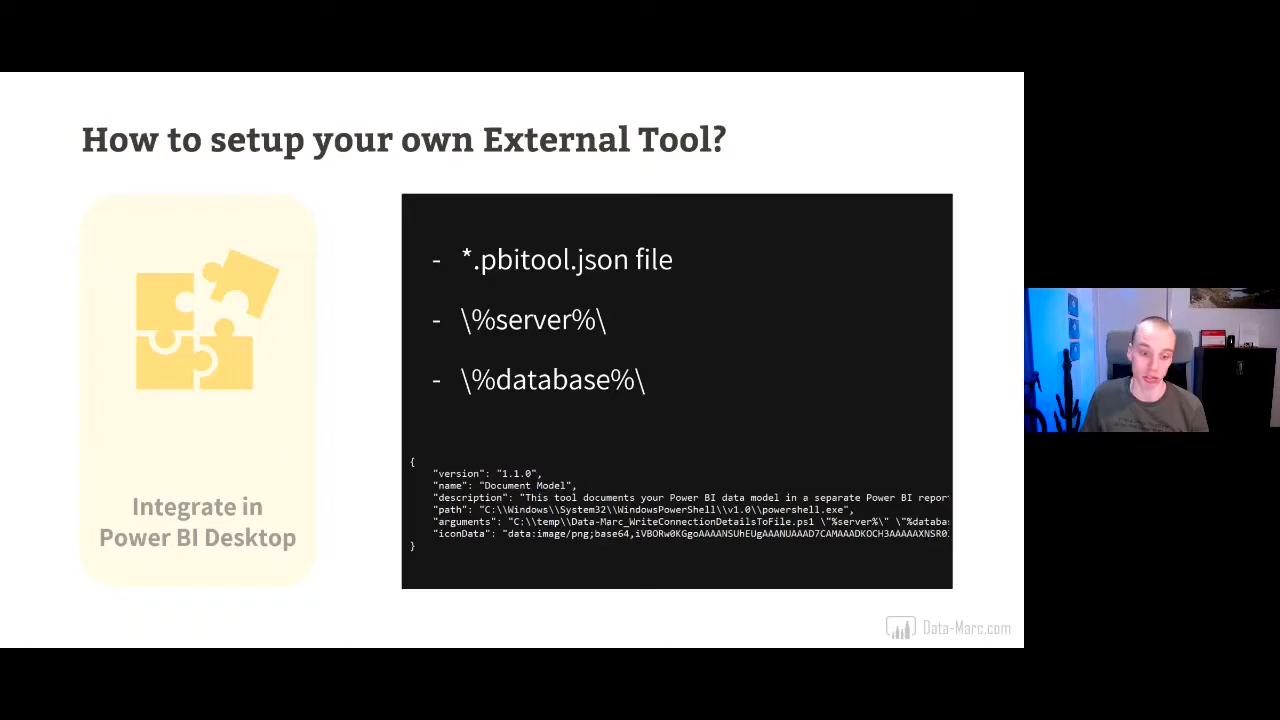 How to setup your own External Tool?
Integrate in
Power BI Desktop
- *.pbitool.json file
- \%server%\
- \%database%\
{
"version": "1.1.0",
"name": "Document Model",
"description": "This tool documents your Power BI data model in a separate Power BI repor
"path": "C:\\Windows\\System32\\WindowsPowerShell\\v1.0\\powershell.exe",
"arguments": "C:\\temp\\Data-Marc_WriteConnectionDetailsToFile.ps1 \"%server%\" \"%databas
"iconData": "data:image/png;base64,
}
Data-Marc.com